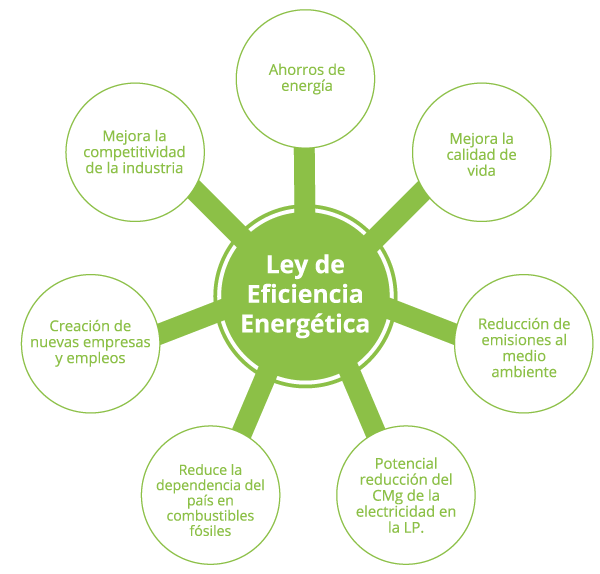 Ahorros de
energía
Mejora la
calidad de
vida
Reducción de
emisiones al
medio
ambiente
Potencial
reducción del
CMg de la
electricidad en
la LP.
Reduce la
dependencia del
país en
combustibles
fósiles
Creación de
nuevas empresas
y empleos
Mejora la
competitividad
de la industria
Ley de
Eficiencia
Energética